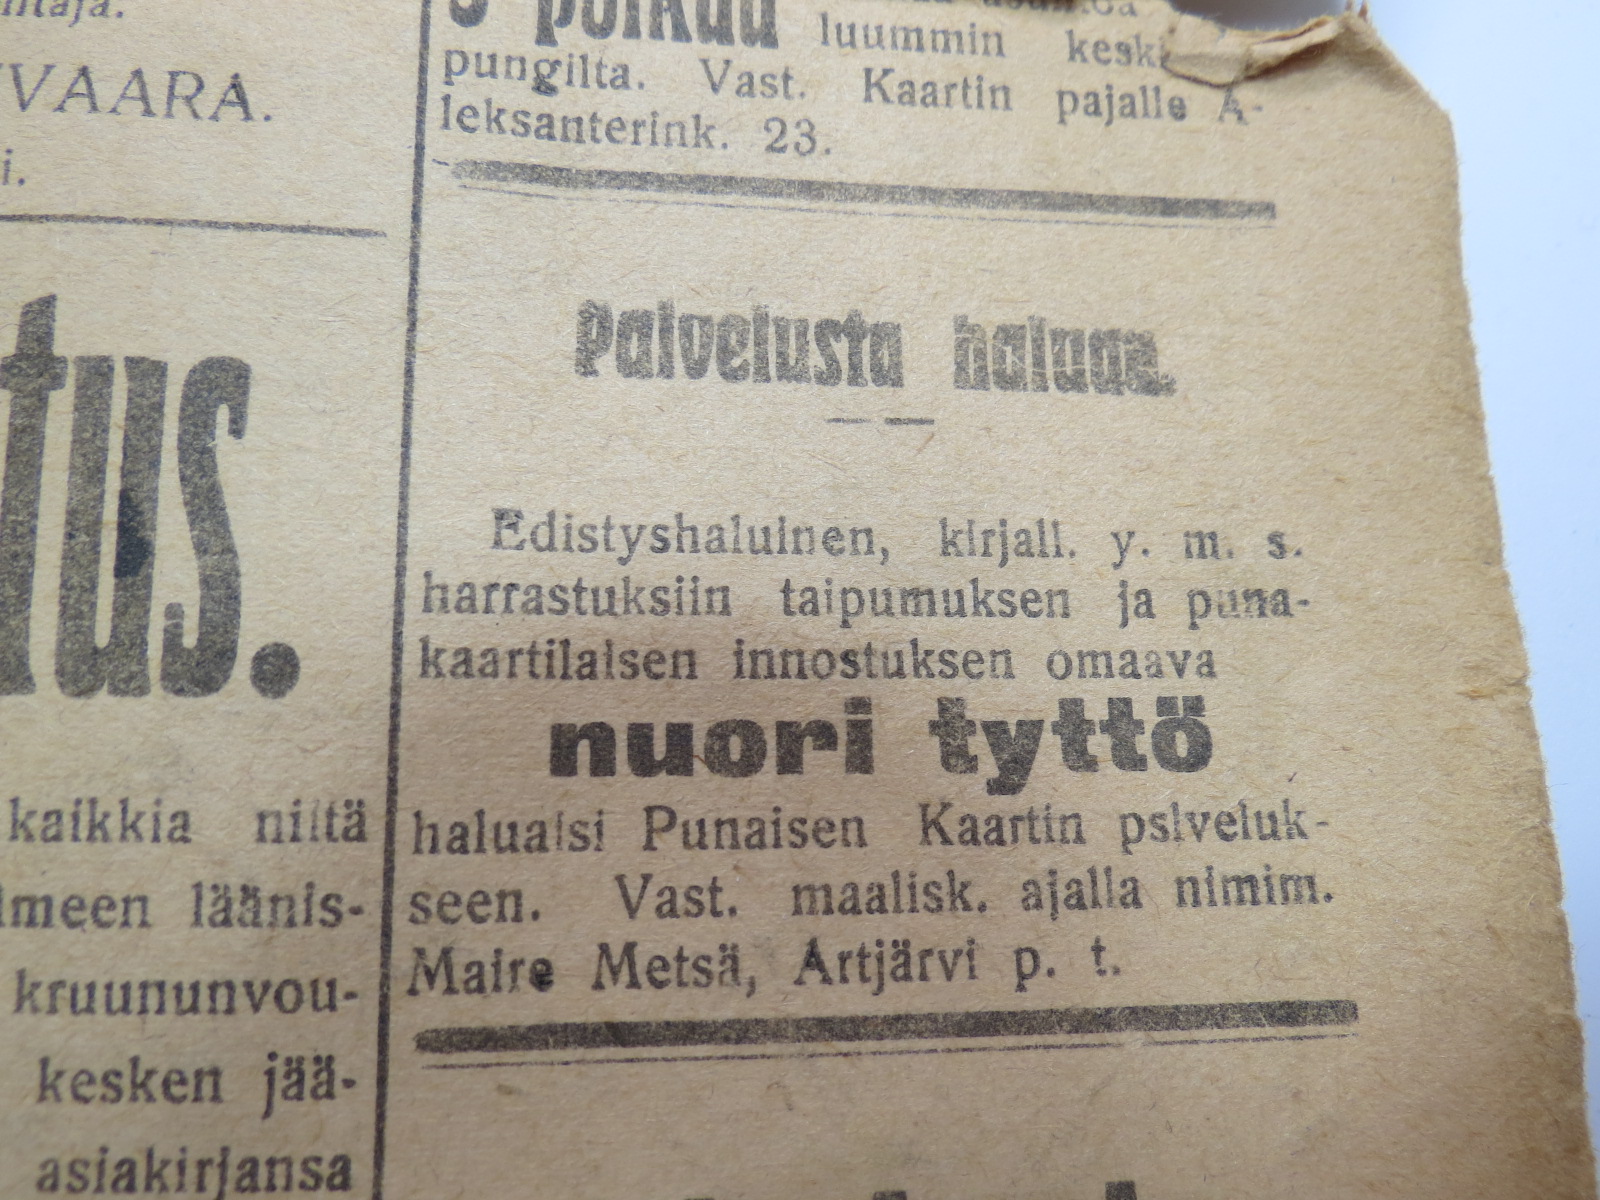 VAARA.
i.
tus.
kaikkia niitä
lmeen läänis-
kruununvou-
kesken jää-
asiakirjansa
3 poikaa
luummin
pungilta. Vast. Kaartin pajalle A-
leksanterink. 23.
Palvelusta haluaa.
Edistyshaluinen, kirjall. y. m. s.
harrastuksiin taipumuksen ja puna-
kaartilaisen innostuksen omaava
nuori tyttö
haluaisi Punaisen Kaartin pslveluk-
seen. Vast. maalisk. ajalla nimim.
Maire Metsä, Artjärvi p. t.